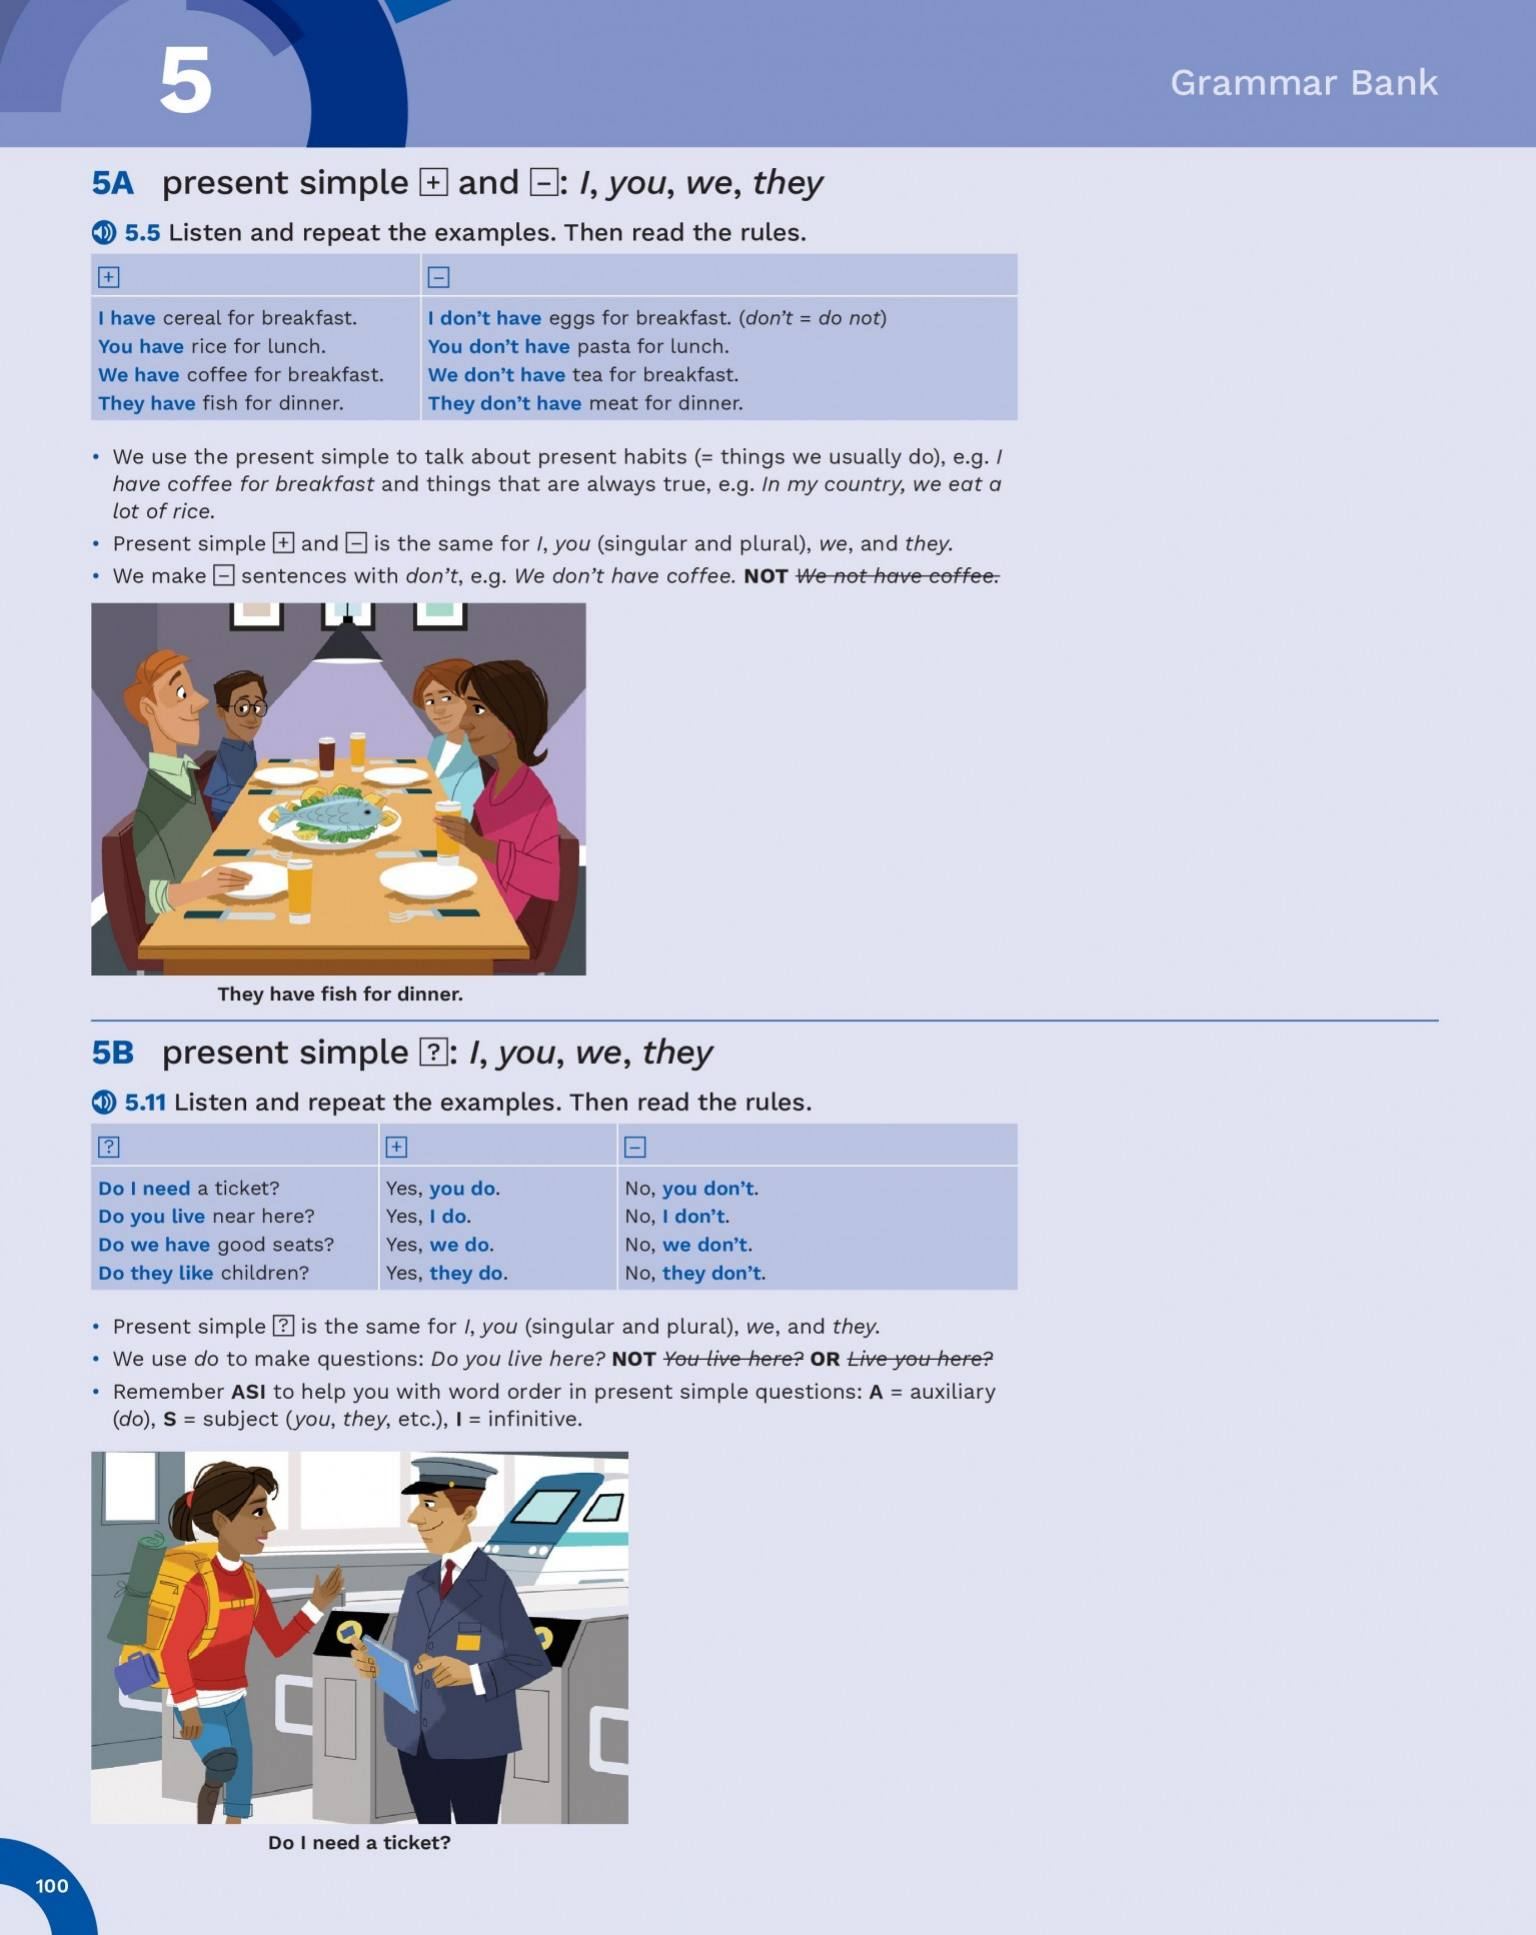 5
Grammar Bank
5A present simple + and −: I, you, we, they
5.5 Listen and repeat the examples. Then read the rules.
+ −
I have cereal for breakfast. I don’t have eggs for breakfast. (don’t = do not)
You have rice for lunch. You don’t have pasta for lunch.
We have coffee for breakfast. We don’t have tea for breakfast.
They have fish for dinner. They don’t have meat for dinner.
• We use the present simple to talk about present habits (= things we usually do), e.g. I
have coffee for breakfast and things that are always true, e.g. In my country, we eat a
lot of rice.
• Present simple + and − is the same for I, you (singular and plural), we, and they.
• We make − sentences with don’t, e.g. We don’t have coffee. NOT We not have coffee.
They have fish for dinner.
5B present simple ?: I, you, we, they
5.11 Listen and repeat the examples. Then read the rules.
? + −
Do I need a ticket? Yes, you do. No, you don’t.
Do you live near here? Yes, I do. No, I don’t.
Do we have good seats? Yes, we do. No, we don’t.
Do they like children? Yes, they do. No, they don’t.
• Present simple ? is the same for I, you (singular and plural), we, and they.
• We use do to make questions: Do you live here? NOT You live here? OR Live you here?
• Remember ASI to help you with word order in present simple questions: A = auxiliary
(do), S = subject (you, they, etc.), I = infinitive.
Do I need a ticket?
100